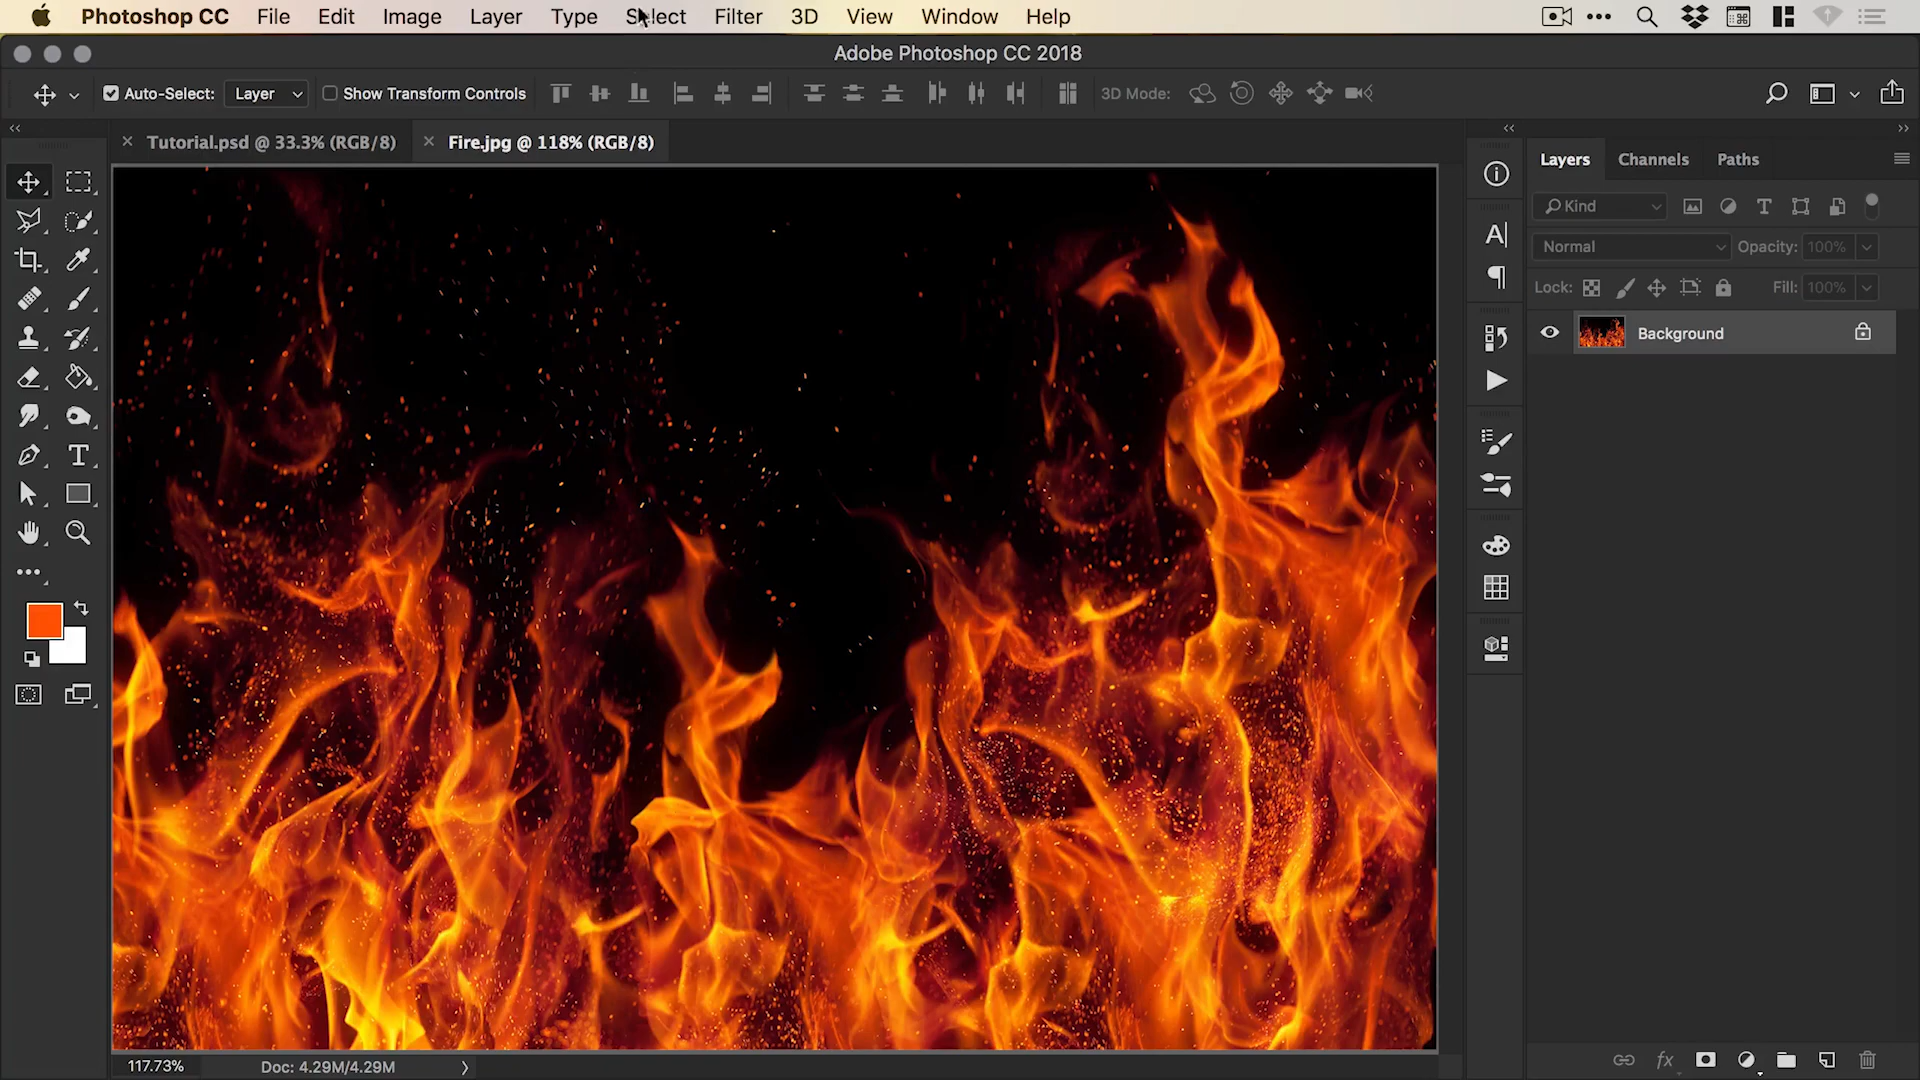 Photoshop CC File Edit Image Layer Type Select Filter 3D View Window Help
Adobe Photoshop CC 2018
Auto-Select: Layer Show Transform Controls 3D Mode:
Tutorial.psd @ 33.3% (RGB/8) Fire.jpg @ 118% (RGB/8)
Layers Channels Paths
Kind
Normal Opacity: 100%
Lock: Fill: 100%
Background
117.73% Doc: 4.29M/4.29M